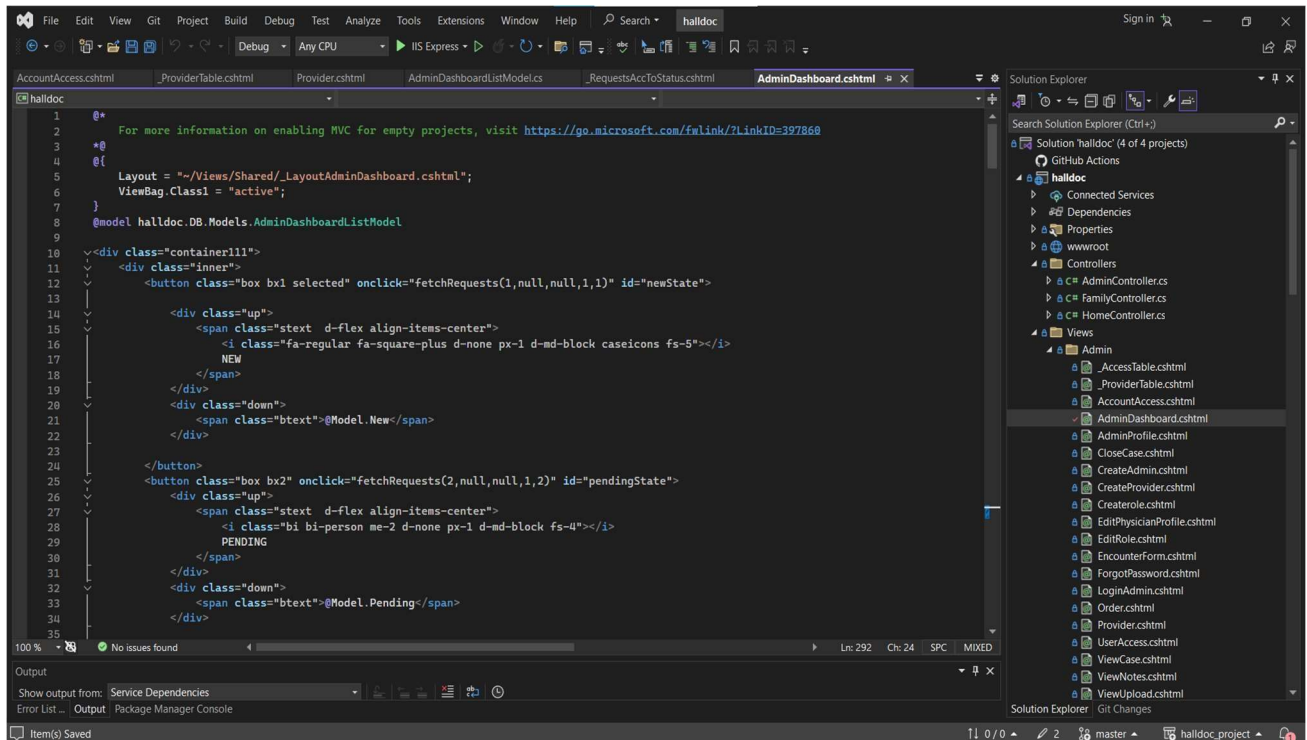 File Edit View Git Project Build Debug Test Analyze Tools Extensions Window Help Search halldoc Sign in
Debug Any CPU IIS Express
AccountAccess.cshtml _ProviderTable.cshtml Provider.cshtml AdminDashboardListModel.cs _RequestsAccToStatus.cshtml AdminDashboard.cshtml
halldoc
1 @*
2 For more information on enabling MVC for empty projects, visit https://go.microsoft.com/fwlink/?LinkID=397860
3 *@
4 @{
5 Layout = "~/Views/Shared/_LayoutAdminDashboard.cshtml";
6 ViewBag.Class1 = "active";
7 }
8 @model halldoc.DB.Models.AdminDashboardListModel
9
10 <div class="container111">
11 <div class="inner">
12 <button class="box bx1 selected" onclick="fetchRequests(1,null,null,1,1)" id="newState">
13
14 <div class="up">
15 <span class="stext  d-flex align-items-center">
16 <i class="fa-regular fa-square-plus d-none px-1 d-md-block caseicons fs-5"></i>
17 NEW
18 </span>
19 </div>
20 <div class="down">
21 <span class="btext">@Model.New</span>
22 </div>
23
24 </button>
25 <button class="box bx2" onclick="fetchRequests(2,null,null,1,2)" id="pendingState">
26 <div class="up">
27 <span class="stext  d-flex align-items-center">
28 <i class="bi bi-person me-2 d-none px-1 d-md-block fs-4"></i>
29 PENDING
30 </span>
31 </div>
32 <div class="down">
33 <span class="btext">@Model.Pending</span>
34 </div>
35
100 % No issues found Ln: 292 Ch: 24 SPC MIXED
Output
Show output from: Service Dependencies
Error List ... Output Package Manager Console
Solution Explorer
Search Solution Explorer (Ctrl+;)
Solution 'halldoc' (4 of 4 projects)
GitHub Actions
halldoc
Connected Services
Dependencies
Properties
wwwroot
Controllers
C# AdminController.cs
C# FamilyController.cs
C# HomeController.cs
Views
Admin
_AccessTable.cshtml
_ProviderTable.cshtml
AccountAccess.cshtml
AdminDashboard.cshtml
AdminProfile.cshtml
CloseCase.cshtml
CreateAdmin.cshtml
CreateProvider.cshtml
Createrole.cshtml
EditPhysicianProfile.cshtml
EditRole.cshtml
EncounterForm.cshtml
ForgotPassword.cshtml
LoginAdmin.cshtml
Order.cshtml
Provider.cshtml
UserAccess.cshtml
ViewCase.cshtml
ViewNotes.cshtml
ViewUpload.cshtml
Solution Explorer Git Changes
Item(s) Saved 0 / 0 2 master halldoc_project 1